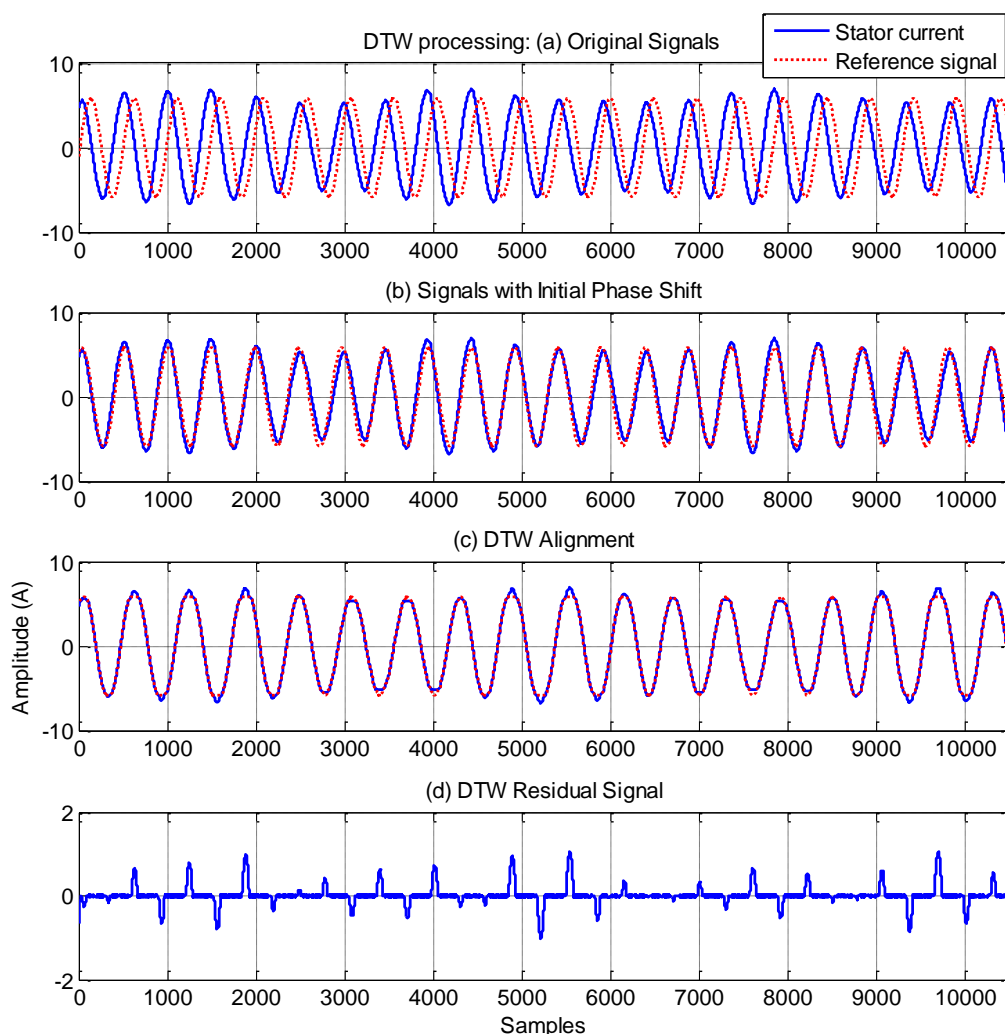 DTW processing: (a) Original Signals
Stator current
Reference signal
10
0
-10
0 1000 2000 3000 4000 5000 6000 7000 8000 9000 10000
(b) Signals with Initial Phase Shift
10
0
-10
0 1000 2000 3000 4000 5000 6000 7000 8000 9000 10000
(c) DTW Alignment
Amplitude (A)
10
0
-10
0 1000 2000 3000 4000 5000 6000 7000 8000 9000 10000
(d) DTW Residual Signal
2
0
-2
0 1000 2000 3000 4000 5000 6000 7000 8000 9000 10000
Samples